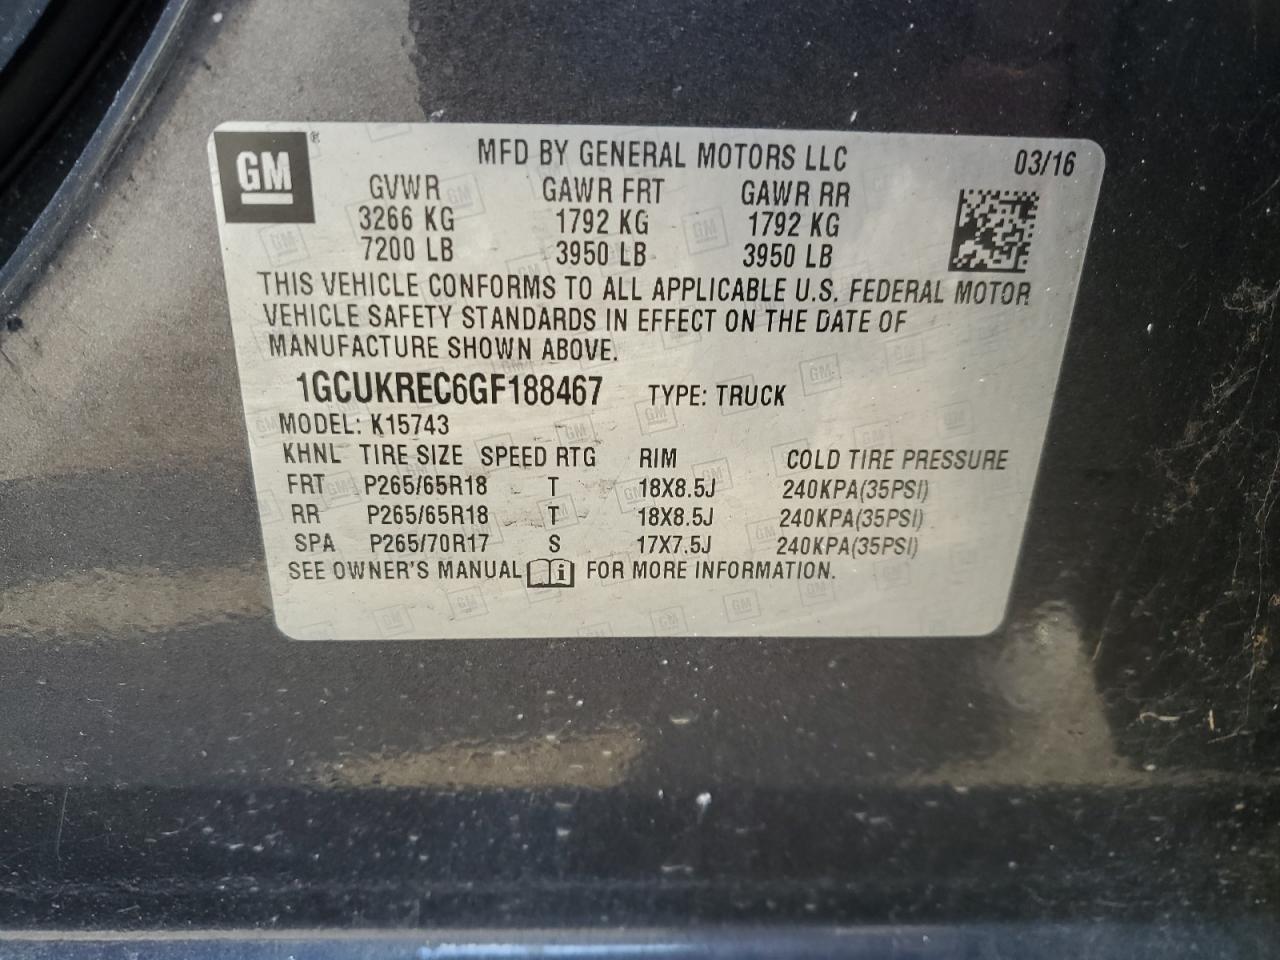 GM ®
MFD BY GENERAL MOTORS LLC 03/16
GVWR GAWR FRT GAWR RR
3266 KG 1792 KG 1792 KG
7200 LB 3950 LB 3950 LB
THIS VEHICLE CONFORMS TO ALL APPLICABLE U.S. FEDERAL MOTOR
VEHICLE SAFETY STANDARDS IN EFFECT ON THE DATE OF
MANUFACTURE SHOWN ABOVE.
1GCUKREC6GF188467 TYPE: TRUCK
MODEL: K15743
KHNL TIRE SIZE SPEED RTG RIM COLD TIRE PRESSURE
FRT P265/65R18 T 18X8.5J 240KPA(35PSI)
RR P265/65R18 T 18X8.5J 240KPA(35PSI)
SPA P265/70R17 S 17X7.5J 240KPA(35PSI)
SEE OWNER'S MANUAL i FOR MORE INFORMATION.